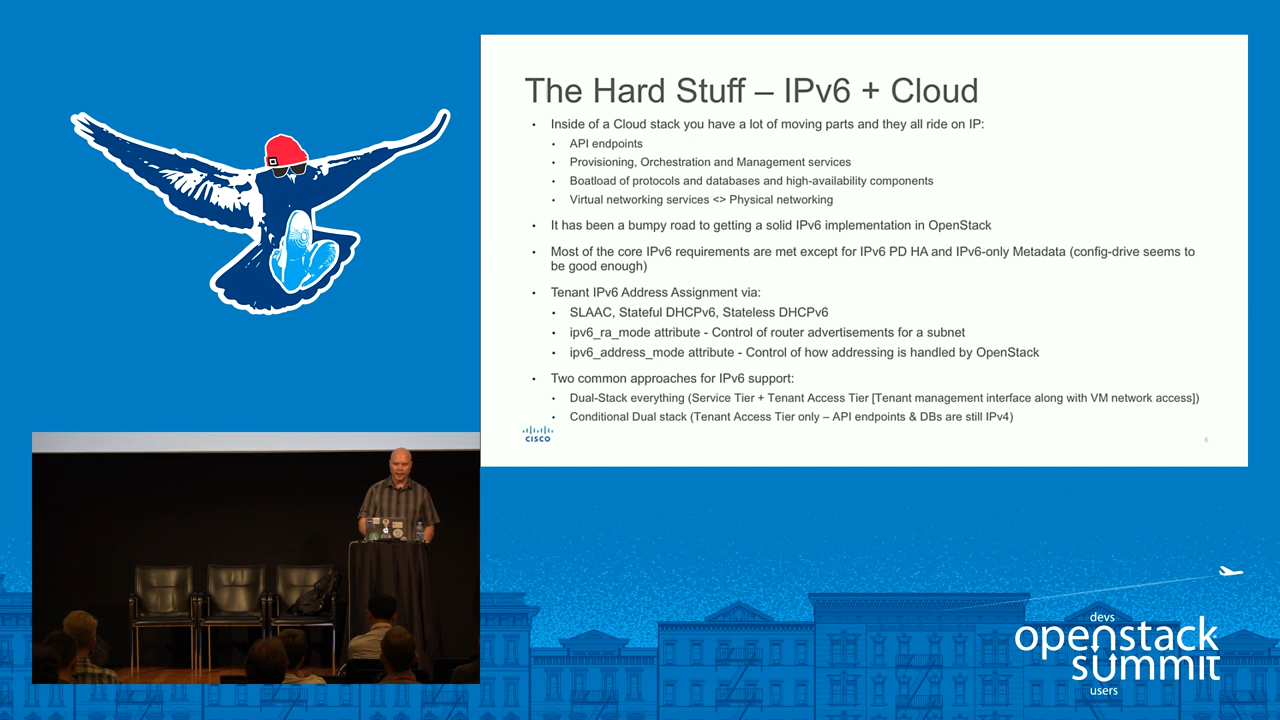 The Hard Stuff – IPv6 + Cloud
• Inside of a Cloud stack you have a lot of moving parts and they all ride on IP:
• API endpoints
• Provisioning, Orchestration and Management services
• Boatload of protocols and databases and high-availability components
• Virtual networking services <> Physical networking
• It has been a bumpy road to getting a solid IPv6 implementation in OpenStack
• Most of the core IPv6 requirements are met except for IPv6 PD HA and IPv6-only Metadata (config-drive seems to
be good enough)
• Tenant IPv6 Address Assignment via:
• SLAAC, Stateful DHCPv6, Stateless DHCPv6
• ipv6_ra_mode attribute - Control of router advertisements for a subnet
• ipv6_address_mode attribute - Control of how addressing is handled by OpenStack
• Two common approaches for IPv6 support:
• Dual-Stack everything (Service Tier + Tenant Access Tier [Tenant management interface along with VM network access])
• Conditional Dual stack (Tenant Access Tier only – API endpoints & DBs are still IPv4)
CISCO
6
devs
openstack
summit
users